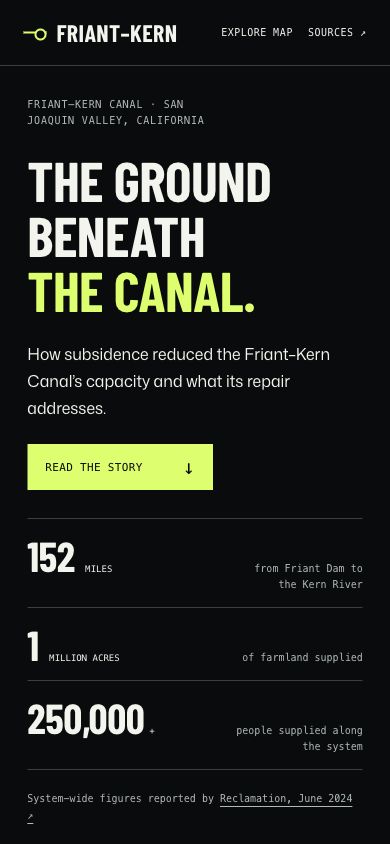 FRIANT–KERN
EXPLORE MAP SOURCES ↗
FRIANT–KERN CANAL · SAN
JOAQUIN VALLEY, CALIFORNIA
THE GROUND
BENEATH
THE CANAL.
How subsidence reduced the Friant–Kern
Canal’s capacity and what its repair
addresses.
READ THE STORY ↓
152 MILES
from Friant Dam to
the Kern River
1 MILLION ACRES
of farmland supplied
250,000 +
people supplied along
the system
System-wide figures reported by Reclamation, June 2024
↗